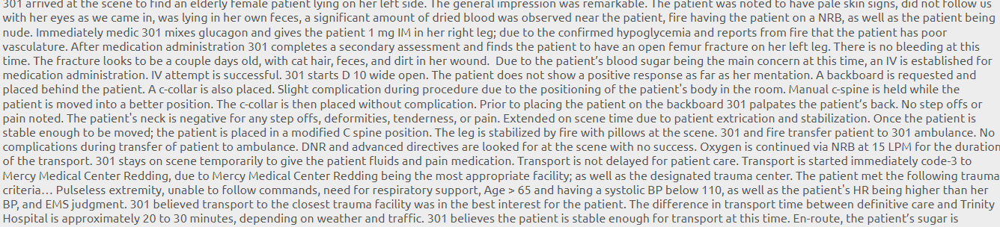 301 arrived at the scene to find an elderly female patient lying on her left side. The general impression was remarkable. The patient was noted to have pale skin signs, did not follow us
with her eyes as we came in, was lying in her own feces, a significant amount of dried blood was observed near the patient, fire having the patient on a NRB, as well as the patient being
nude. Immediately medic 301 mixes glucagon and gives the patient 1 mg IM in her right leg; due to the confirmed hypoglycemia and reports from fire that the patient has poor
vasculature. After medication administration 301 completes a secondary assessment and finds the patient to have an open femur fracture on her left leg. There is no bleeding at this
time. The fracture looks to be a couple days old, with cat hair, feces, and dirt in her wound.  Due to the patient’s blood sugar being the main concern at this time, an IV is established for
medication administration. IV attempt is successful. 301 starts D 10 wide open. The patient does not show a positive response as far as her mentation. A backboard is requested and
placed behind the patient. A c-collar is also placed. Slight complication during procedure due to the positioning of the patient's body in the room. Manual c-spine is held while the
patient is moved into a better position. The c-collar is then placed without complication. Prior to placing the patient on the backboard 301 palpates the patient’s back. No step offs or
pain noted. The patient's neck is negative for any step offs, deformities, tenderness, or pain. Extended on scene time due to patient extrication and stabilization. Once the patient is
stable enough to be moved; the patient is placed in a modified C spine position. The leg is stabilized by fire with pillows at the scene. 301 and fire transfer patient to 301 ambulance. No
complications during transfer of patient to ambulance. DNR and advanced directives are looked for at the scene with no success. Oxygen is continued via NRB at 15 LPM for the duration
of the transport. 301 stays on scene temporarily to give the patient fluids and pain medication. Transport is not delayed for patient care. Transport is started immediately code-3 to
Mercy Medical Center Redding, due to Mercy Medical Center Redding being the most appropriate facility; as well as the designated trauma center. The patient met the following trauma
criteria… Pulseless extremity, unable to follow commands, need for respiratory support, Age > 65 and having a systolic BP below 110, as well as the patient's HR being higher than her
BP, and EMS judgment. 301 believed transport to the closest trauma facility was in the best interest for the patient. The difference in transport time between definitive care and Trinity
Hospital is approximately 20 to 30 minutes, depending on weather and traffic. 301 believes the patient is stable enough for transport at this time. En-route, the patient’s sugar is